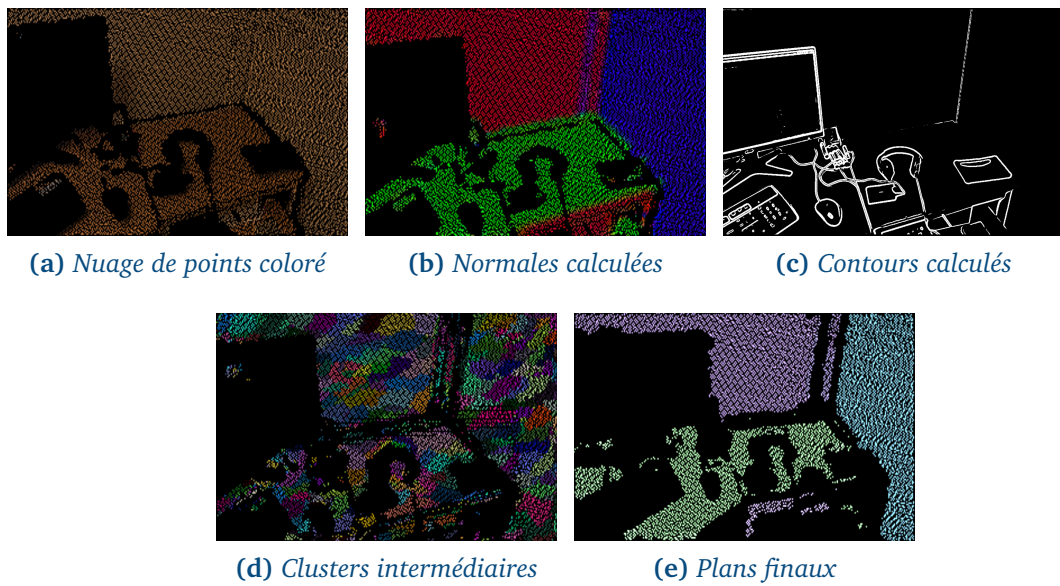 (a) Nuage de points coloré
(b) Normales calculées
(c) Contours calculés
(d) Clusters intermédiaires
(e) Plans finaux